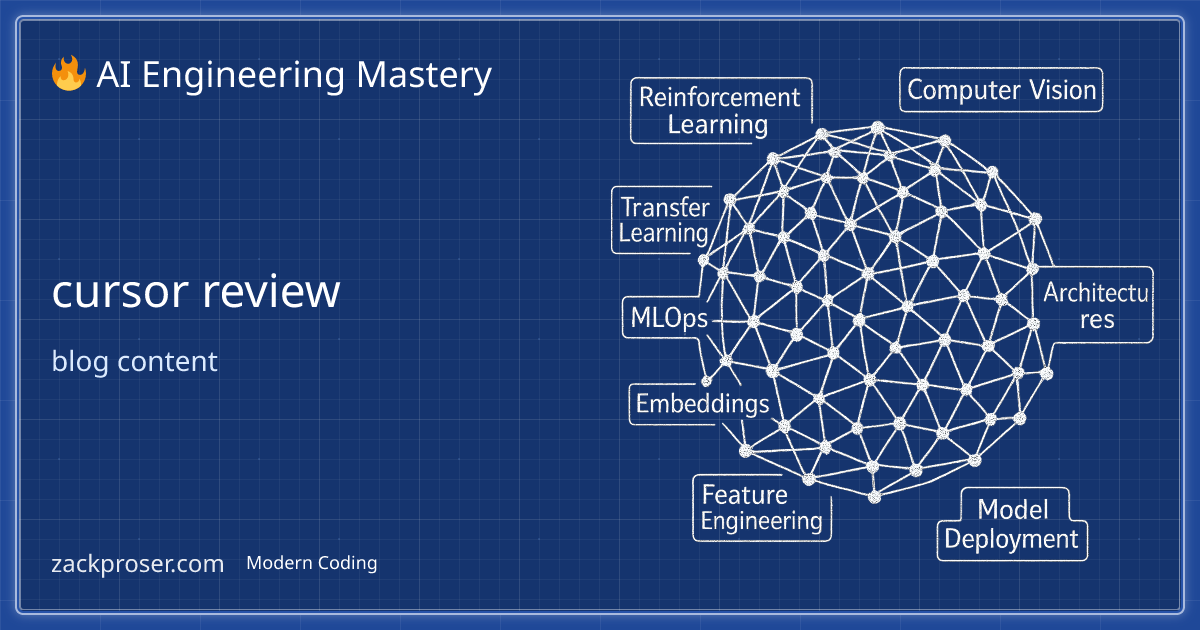 🔥 AI Engineering Mastery
cursor review
blog content
zackproser.com
Modern Coding
Reinforcement
Learning
Computer Vision
Transfer
Learning
MLOps
Architectu
res
Embeddings
Feature
Engineering
Model
Deployment